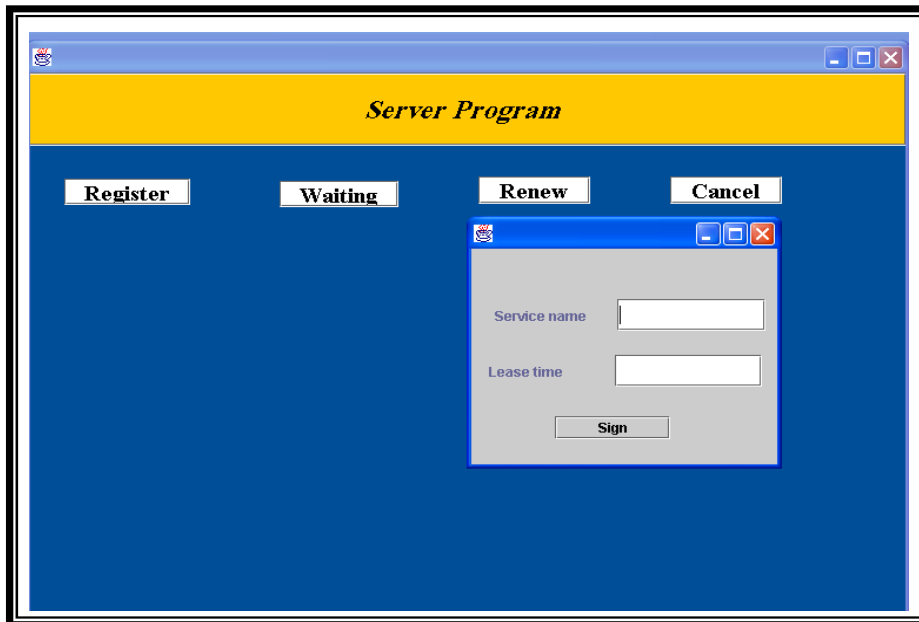 Server Program
Register Waiting Renew Cancel
Service name
Lease time
Sign